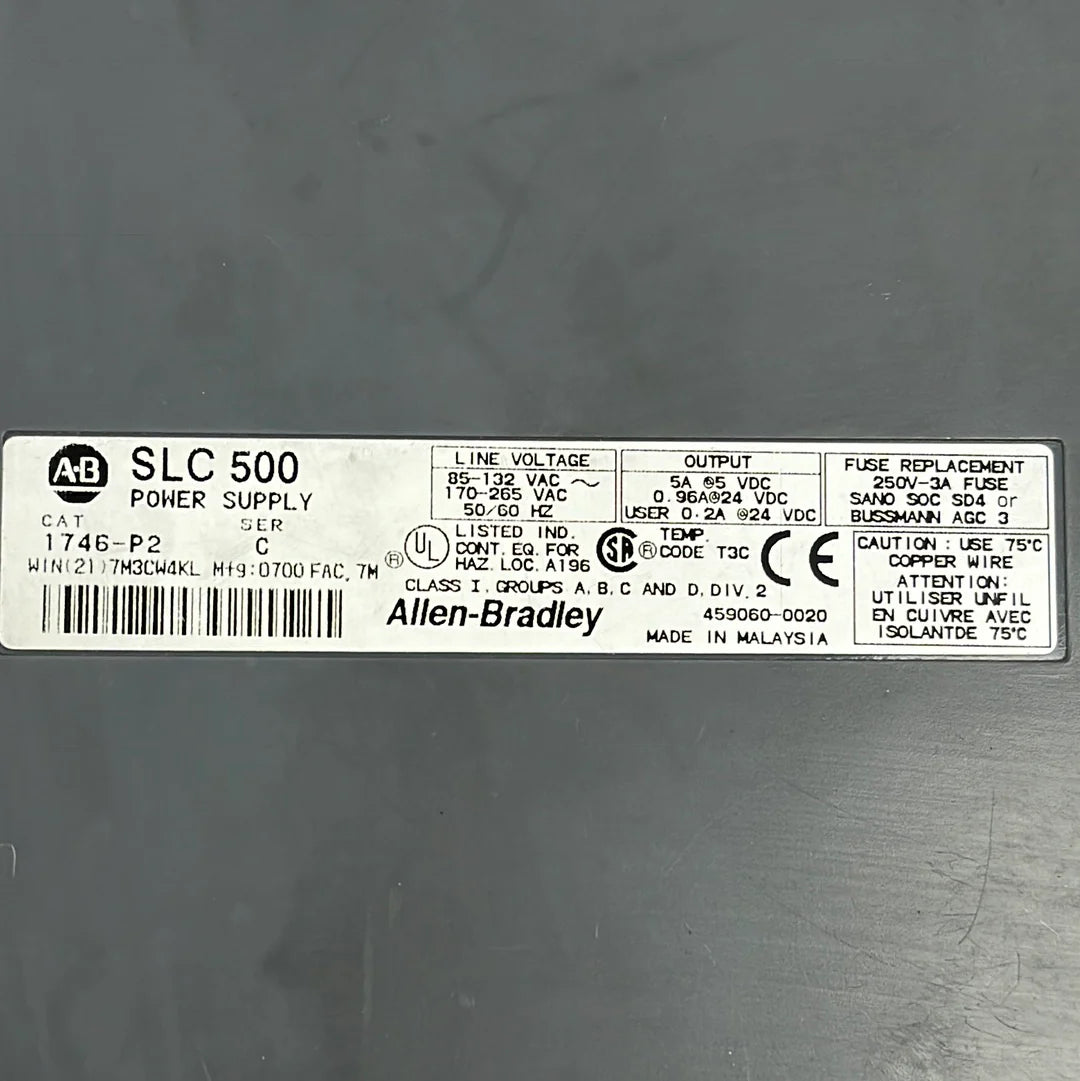 A·B SLC 500
POWER SUPPLY
CAT SER
1746-P2 C
WIN(21)7M3CW4KL Mfg:0700 FAC. 7M
LINE VOLTAGE
85-132 VAC ~
170-265 VAC
50/60 HZ
OUTPUT
5A @5 VDC
0.96A@24 VDC
USER 0.2A @24 VDC
FUSE REPLACEMENT
250V-3A FUSE
SANO SOC SD4 or
BUSSMANN AGC 3
UL ®
LISTED IND.
CONT. EQ. FOR
HAZ. LOC. A196
SA ®
TEMP.
CODE T3C
CE
CLASS I, GROUPS A, B, C AND D, DIV. 2
Allen-Bradley
459060-0020
MADE IN MALAYSIA
CAUTION : USE 75°C
COPPER WIRE
ATTENTION:
UTILISER UNFIL
EN CUIVRE AVEC
ISOLANTDE 75°C